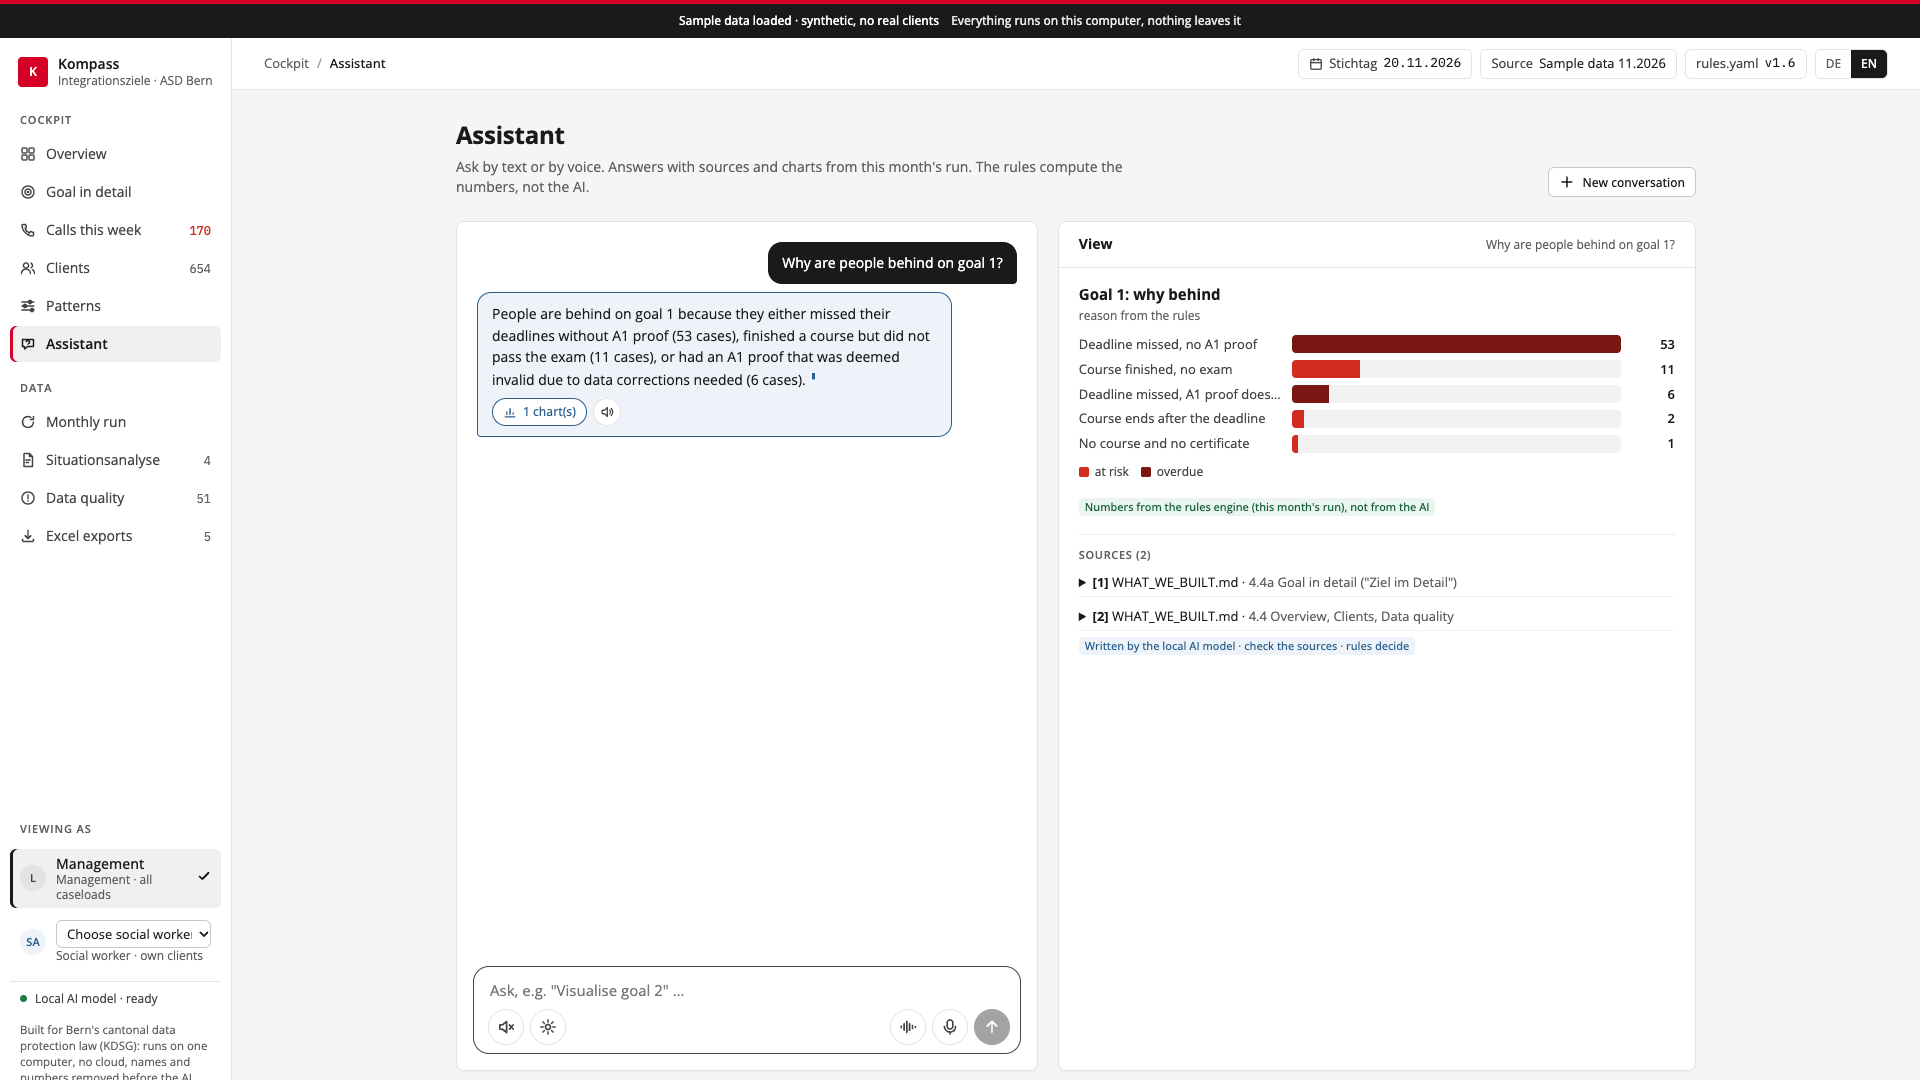 Sample data loaded · synthetic, no real clients Everything runs on this computer, nothing leaves it
K
Kompass
Integrationsziele · ASD Bern
COCKPIT
Overview
Goal in detail
Calls this week 170
Clients 654
Patterns
Assistant
DATA
Monthly run
Situationsanalyse 4
Data quality 51
Excel exports 5
VIEWING AS
L
Management
Management · all
caseloads
SA
Choose social worker
Social worker · own clients
Local AI model · ready
Built for Bern's cantonal data
protection law (KDSG): runs on one
computer, no cloud, names and
numbers removed before the AI
Cockpit / Assistant
Stichtag 20.11.2026
Source Sample data 11.2026
rules.yaml v1.6
DE EN
Assistant
Ask by text or by voice. Answers with sources and charts from this month's run. The rules compute the
numbers, not the AI.
New conversation
Why are people behind on goal 1?
People are behind on goal 1 because they either missed their
deadlines without A1 proof (53 cases), finished a course but did not
pass the exam (11 cases), or had an A1 proof that was deemed
invalid due to data corrections needed (6 cases).
1 chart(s)
Ask, e.g. "Visualise goal 2" ...
View
Why are people behind on goal 1?
Goal 1: why behind
reason from the rules
Deadline missed, no A1 proof 53
Course finished, no exam 11
Deadline missed, A1 proof does... 6
Course ends after the deadline 2
No course and no certificate 1
at risk overdue
Numbers from the rules engine (this month's run), not from the AI
SOURCES (2)
[1] WHAT_WE_BUILT.md · 4.4a Goal in detail ("Ziel im Detail")
[2] WHAT_WE_BUILT.md · 4.4 Overview, Clients, Data quality
Written by the local AI model · check the sources · rules decide